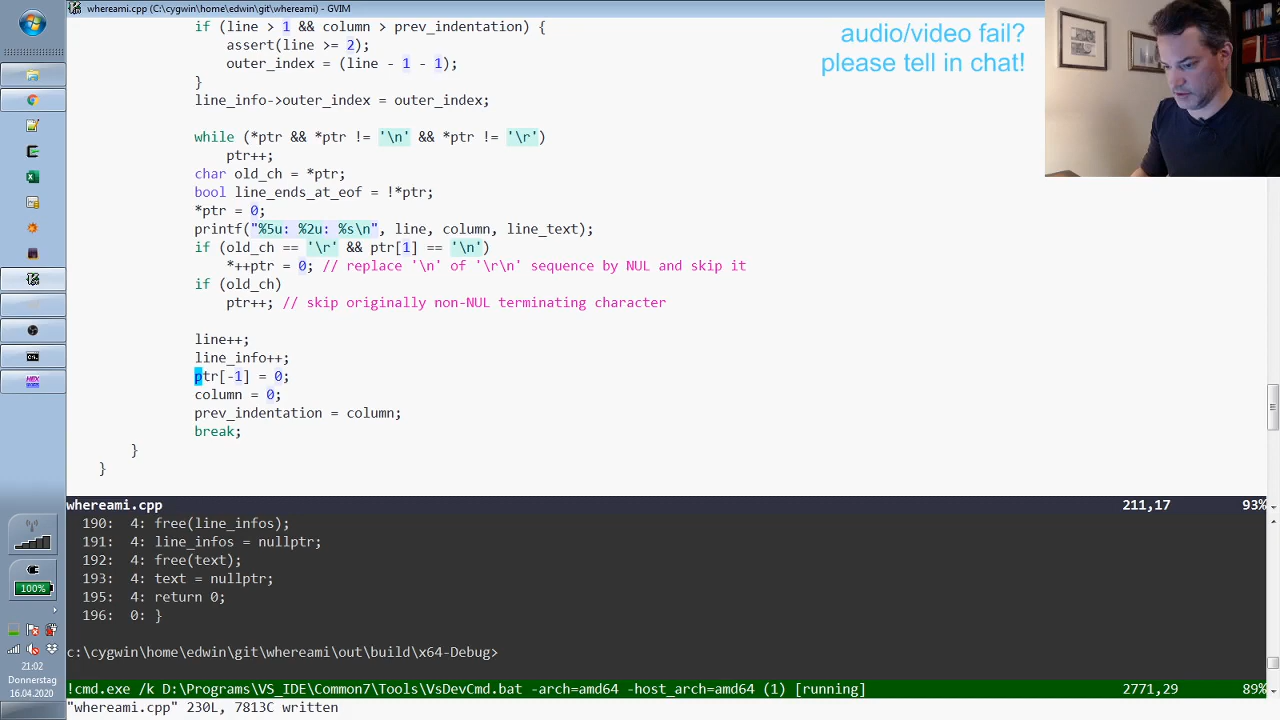 whereami.cpp (C:\cygwin\home\edwin\git\whereami) - GVIM
audio/video fail?
please tell in chat!
if (line > 1 && column > prev_indentation) {
assert(line >= 2);
outer_index = (line - 1 - 1);
}
line_info->outer_index = outer_index;
while (*ptr && *ptr != '\n' && *ptr != '\r')
ptr++;
char old_ch = *ptr;
bool line_ends_at_eof = !*ptr;
*ptr = 0;
printf("%5u: %2u: %s\n", line, column, line_text);
if (old_ch == '\r' && ptr[1] == '\n')
*++ptr = 0; // replace '\n' of '\r\n' sequence by NUL and skip it
if (old_ch)
ptr++; // skip originally non-NUL terminating character
line++;
line_info++;
ptr[-1] = 0;
column = 0;
prev_indentation = column;
break;
}
}
whereami.cpp 211,17 93%
190: 4: free(line_infos);
191: 4: line_infos = nullptr;
192: 4: free(text);
193: 4: text = nullptr;
195: 4: return 0;
196: 0: }
c:\cygwin\home\edwin\git\whereami\out\build\x64-Debug>
!cmd.exe /k D:\Programs\VS_IDE\Common7\Tools\VsDevCmd.bat -arch=amd64 -host_arch=amd64 (1) [running] 2771,29 89%
"whereami.cpp" 230L, 7813C written
HEX
100%
21:02
Donnerstag
16.04.2020